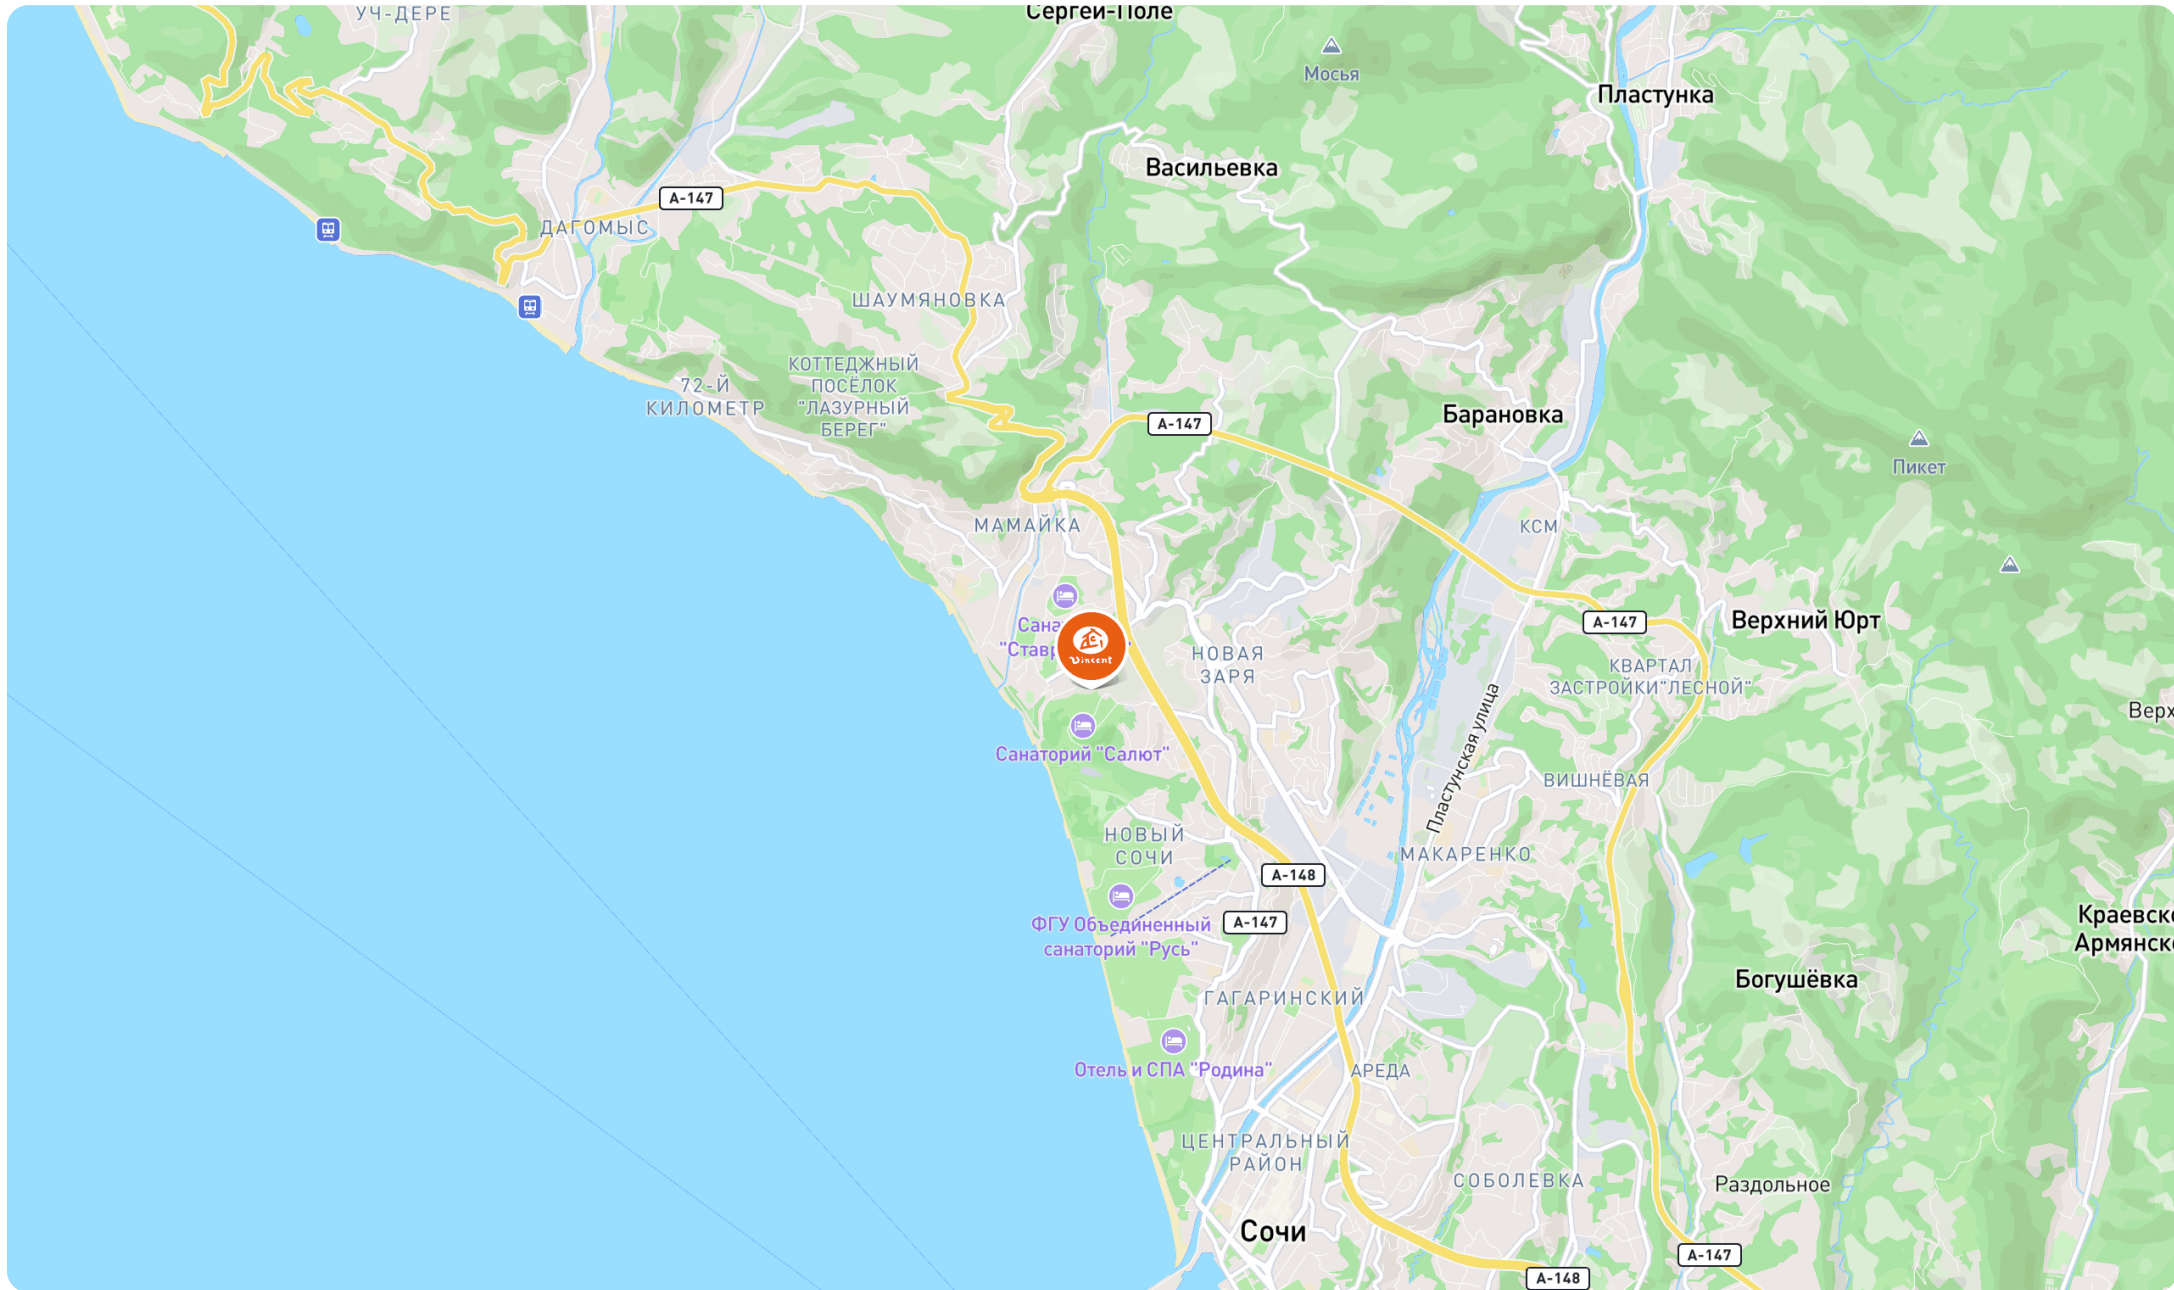 УЧ-ДЕРЕ
Сергей-Поле
Мосья
Пластунка
Васильевка
А-147
ДАГОМЫС
ШАУМЯНОВКА
КОТТЕДЖНЫЙ
ПОСЁЛОК
"ЛАЗУРНЫЙ
БЕРЕГ"
72-Й
КИЛОМЕТР
А-147
Барановка
Пикет
МАМАЙКА
КСМ
А-147
Верхний Юрт
Vincent
НОВАЯ
ЗАРЯ
КВАРТАЛ
ЗАСТРОЙКИ"ЛЕСНОЙ"
Санаторий "Салют"
Пластунская улица
ВИШНЁВАЯ
НОВЫЙ
СОЧИ
МАКАРЕНКО
А-148
А-147
ФГУ Объединенный
санаторий "Русь"
Богушёвка
ГАГАРИНСКИЙ
Отель и СПА "Родина"
АРЕДА
ЦЕНТРАЛЬНЫЙ
РАЙОН
СОБОЛЕВКА
Раздольное
Сочи
А-147
А-148